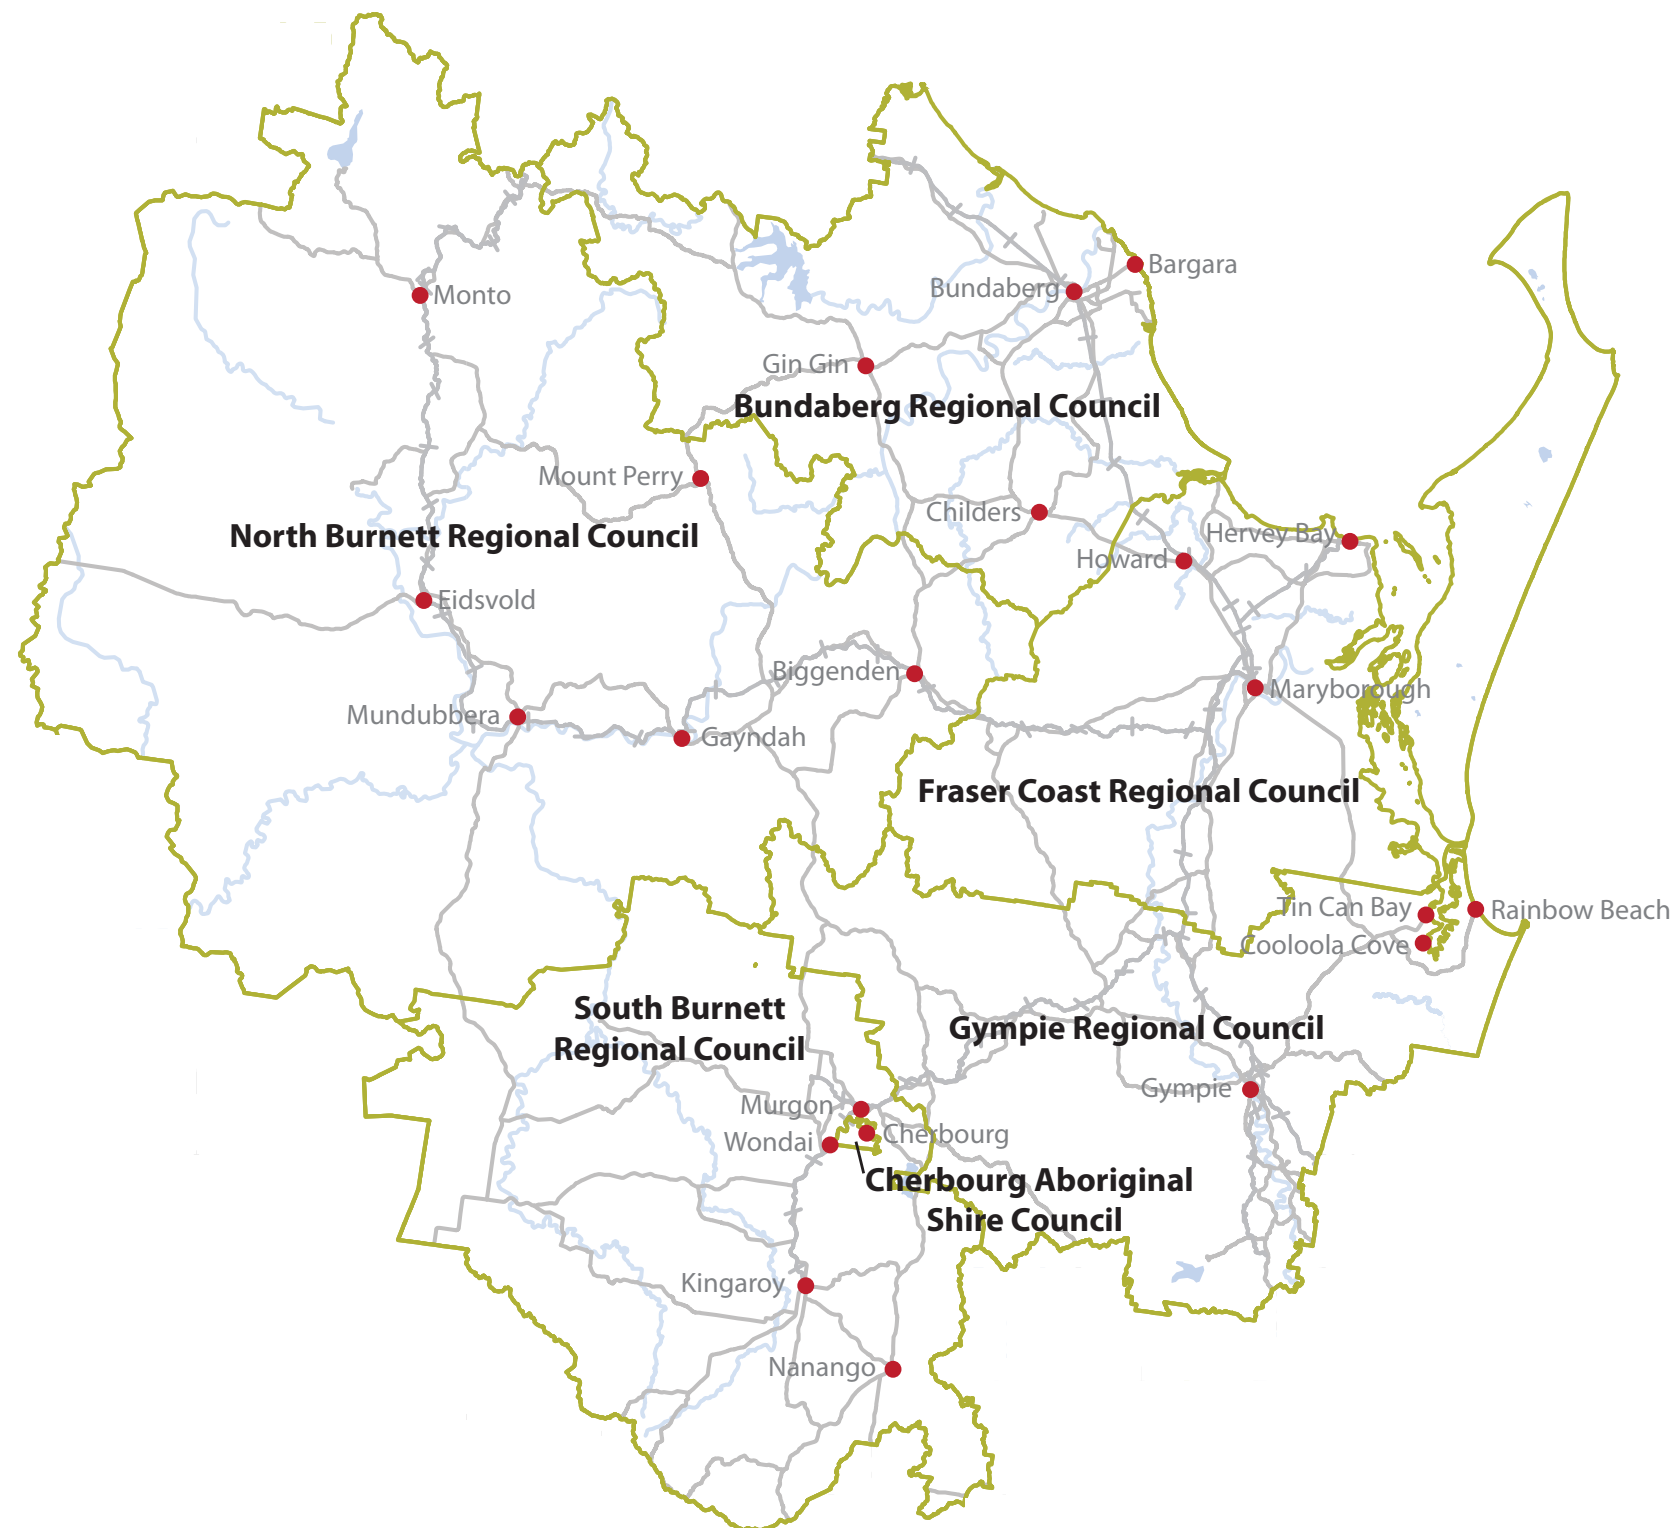 Bargara
Bundaberg
Monto
Gin Gin
Bundaberg Regional Council
Mount Perry
Childers
North Burnett Regional Council
Hervey Bay
Howard
Eidsvold
Biggenden
Maryborough
Mundubbera
Gayndah
Fraser Coast Regional Council
Tin Can Bay
Rainbow Beach
Cooloola Cove
South Burnett
Regional Council
Gympie Regional Council
Gympie
Murgon
Cherbourg
Wondai
Cherbourg Aboriginal
Shire Council
Kingaroy
Nanango